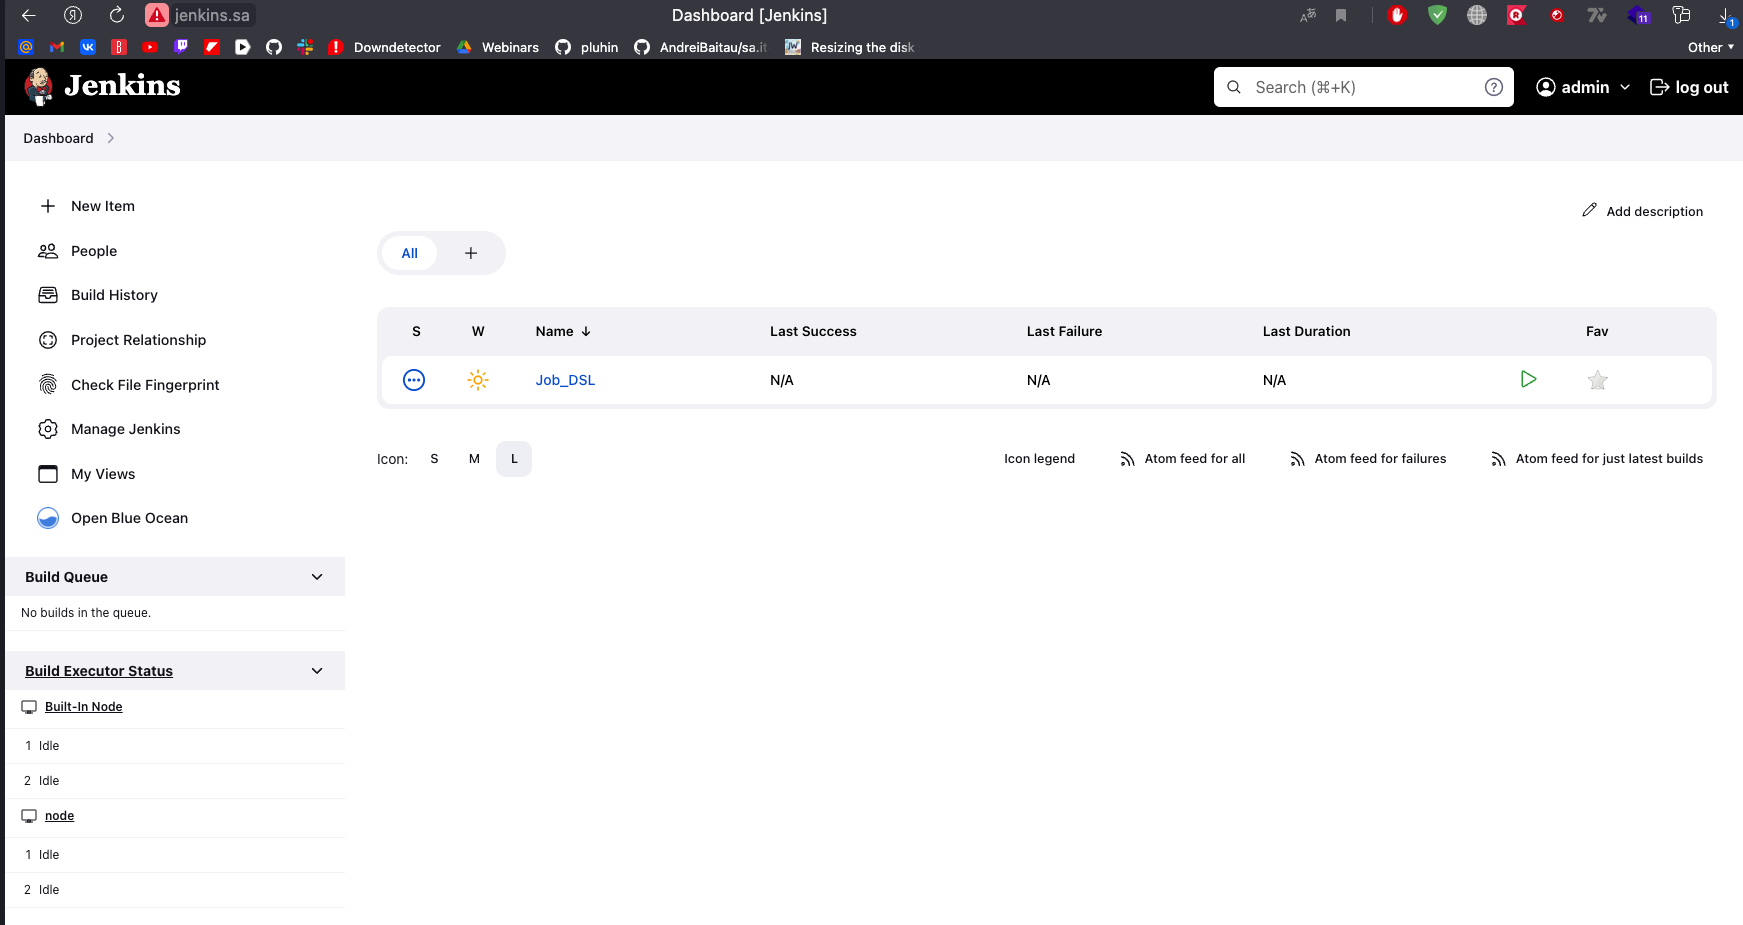 jenkins.sa
Dashboard [Jenkins]
11
1
Downdetector
Webinars
pluhin
AndreiBaitau/sa.it
Resizing the disk
Other
Jenkins
Search (⌘+K)
admin
log out
Dashboard
New Item
People
Build History
Project Relationship
Check File Fingerprint
Manage Jenkins
My Views
Open Blue Ocean
Build Queue
No builds in the queue.
Build Executor Status
Built-In Node
1 Idle
2 Idle
node
1 Idle
2 Idle
Add description
All +
S W Name ↓ Last Success Last Failure Last Duration Fav
Job_DSL N/A N/A N/A
Icon: S M L
Icon legend Atom feed for all Atom feed for failures Atom feed for just latest builds